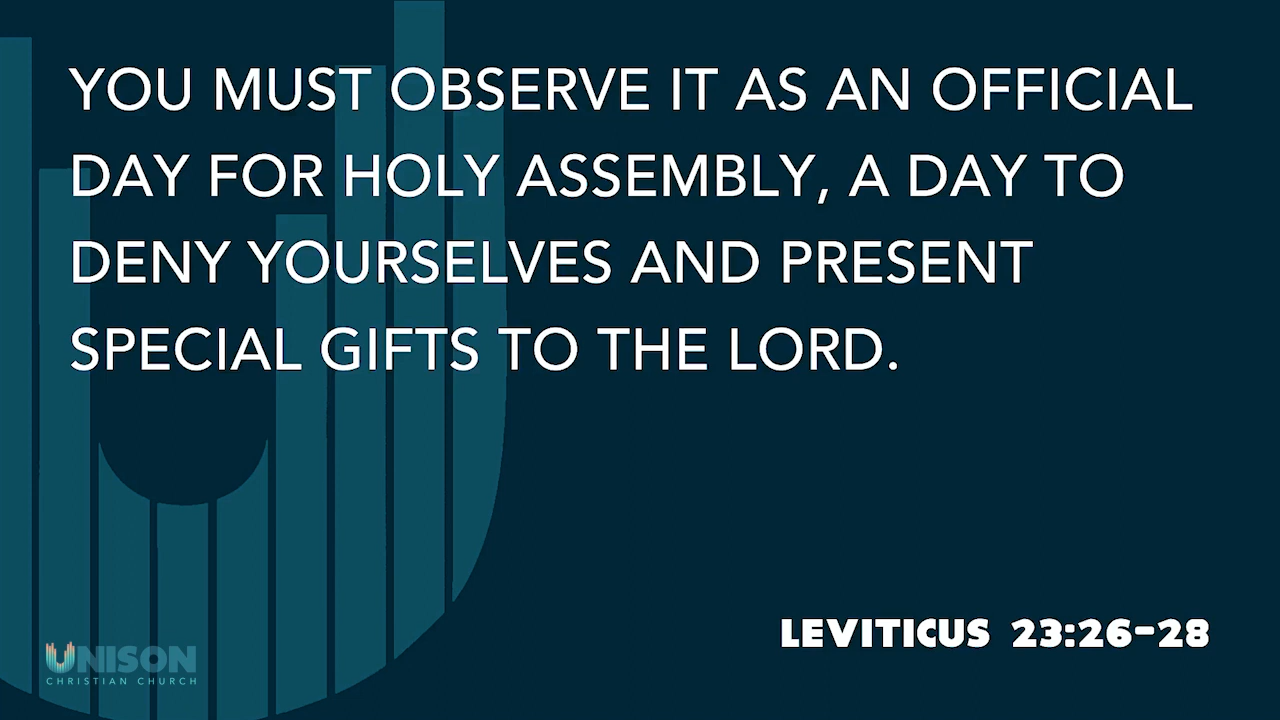 YOU MUST OBSERVE IT AS AN OFFICIAL
DAY FOR HOLY ASSEMBLY, A DAY TO
DENY YOURSELVES AND PRESENT
SPECIAL GIFTS TO THE LORD.
LEVITICUS 23:26-28
UNISON
CHRISTIAN CHURCH